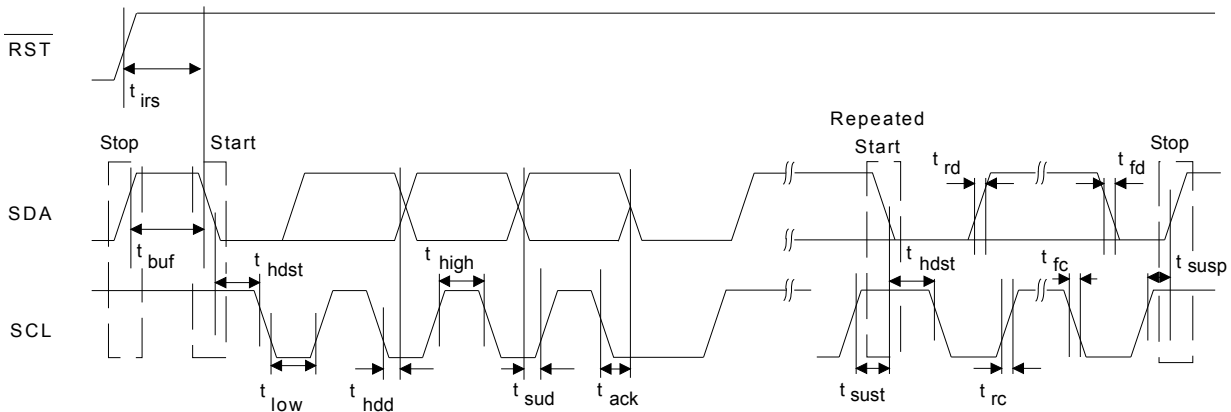 RST
t irs
Stop
Start
Repeated
Start
Stop
t rd
t fd
SDA
t buf
t hdst
t high
t hdst
t fc
t susp
SCL
t low
t hdd
t sud
t ack
t sust
t rc